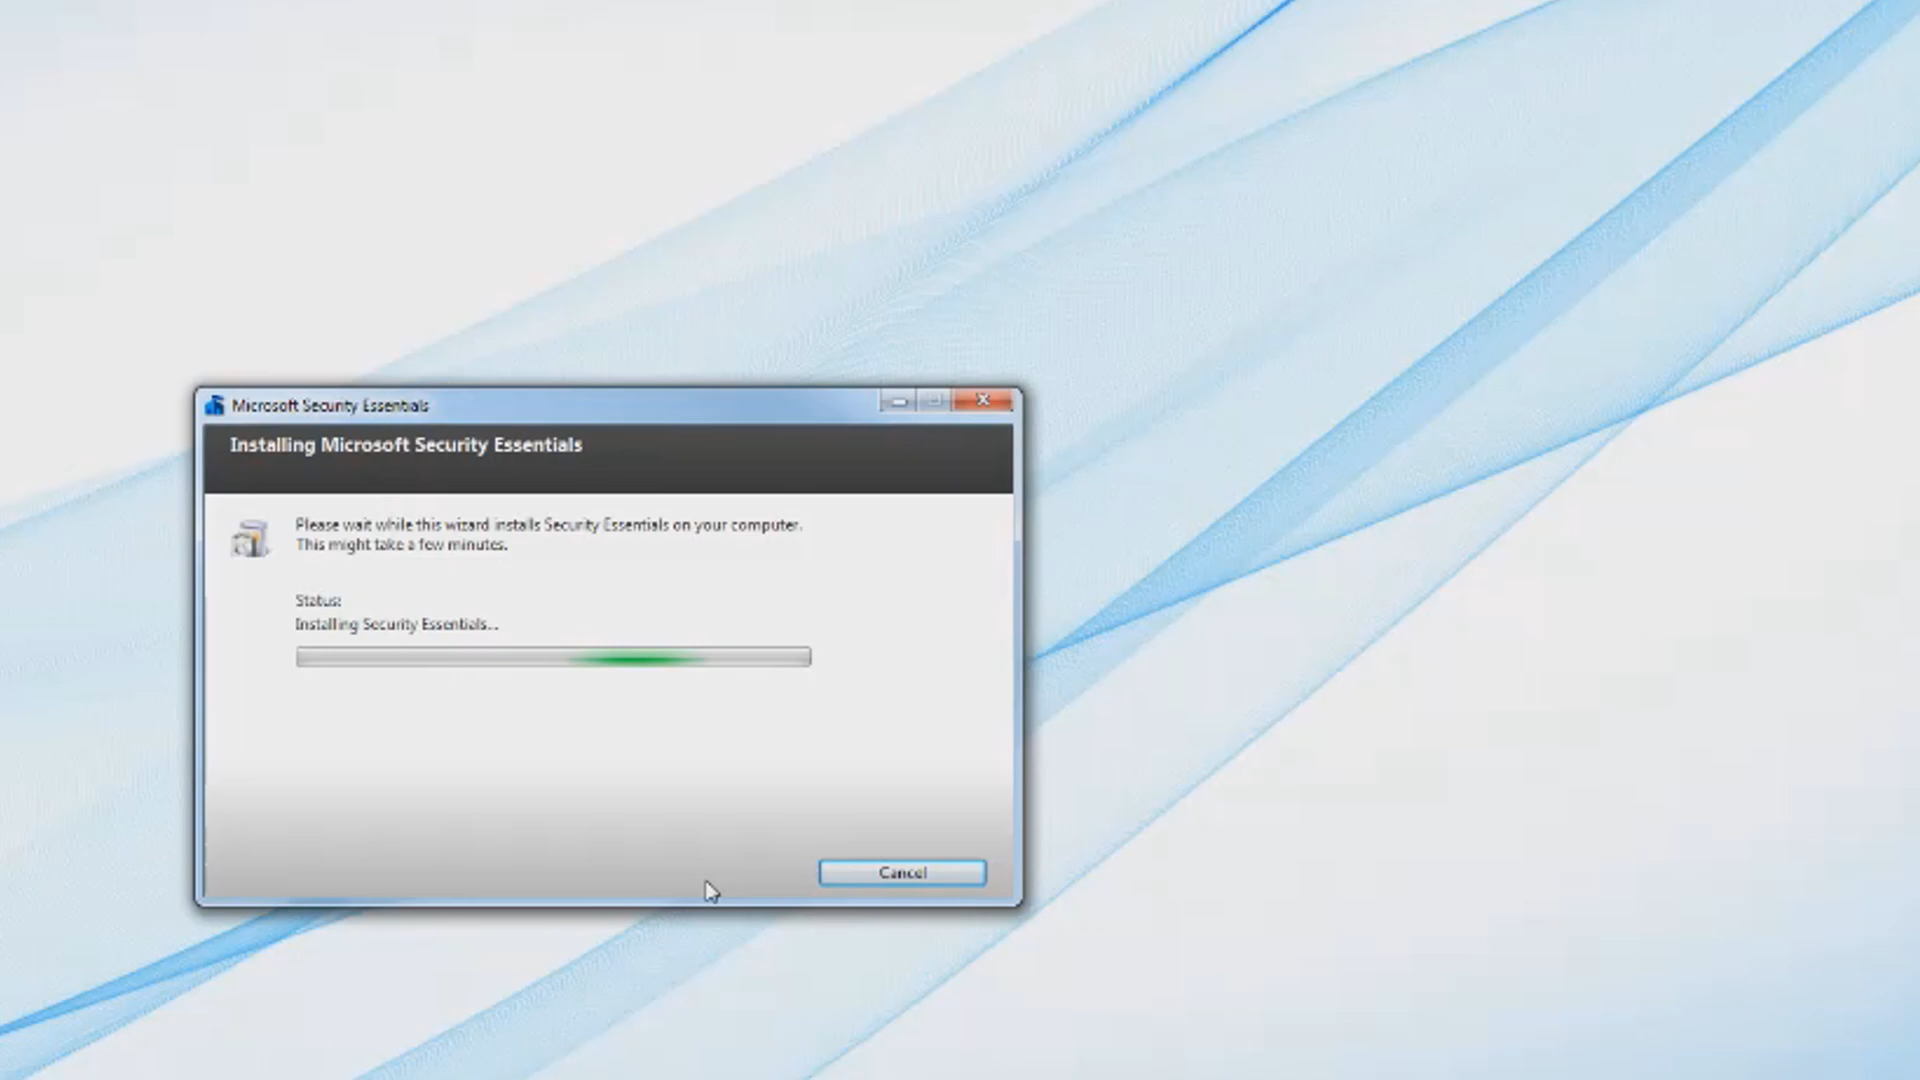 Microsoft Security Essentials
Installing Microsoft Security Essentials
Please wait while this wizard installs Security Essentials on your computer.
This might take a few minutes.
Status:
Installing Security Essentials...
Cancel